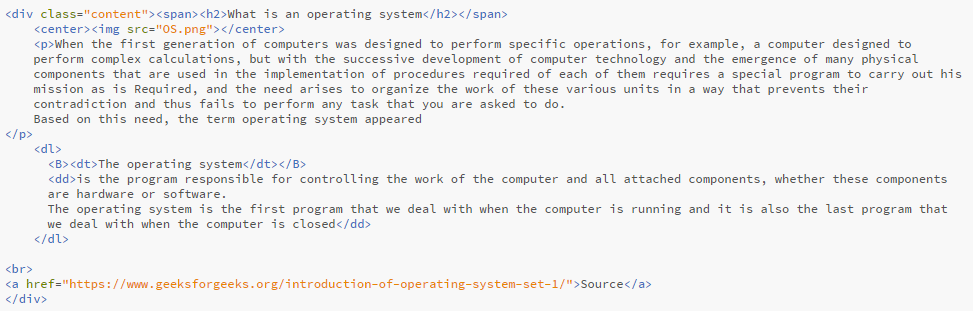 <div class="content"><span><h2>What is an operating system</h2></span>
<center><img src="OS.png"></center>
<p>When the first generation of computers was designed to perform specific operations, for example, a computer designed to
perform complex calculations, but with the successive development of computer technology and the emergence of many physical
components that are used in the implementation of procedures required of each of them requires a special program to carry out his
mission as is Required, and the need arises to organize the work of these various units in a way that prevents their
contradiction and thus fails to perform any task that you are asked to do.
Based on this need, the term operating system appeared
</p>
<dl>
<B><dt>The operating system</dt></B>
<dd>is the program responsible for controlling the work of the computer and all attached components, whether these components
are hardware or software.
The operating system is the first program that we deal with when the computer is running and it is also the last program that
we deal with when the computer is closed</dd>
</dl>
<br>
<a href="https://www.geeksforgeeks.org/introduction-of-operating-system-set-1/">Source</a>
</div>